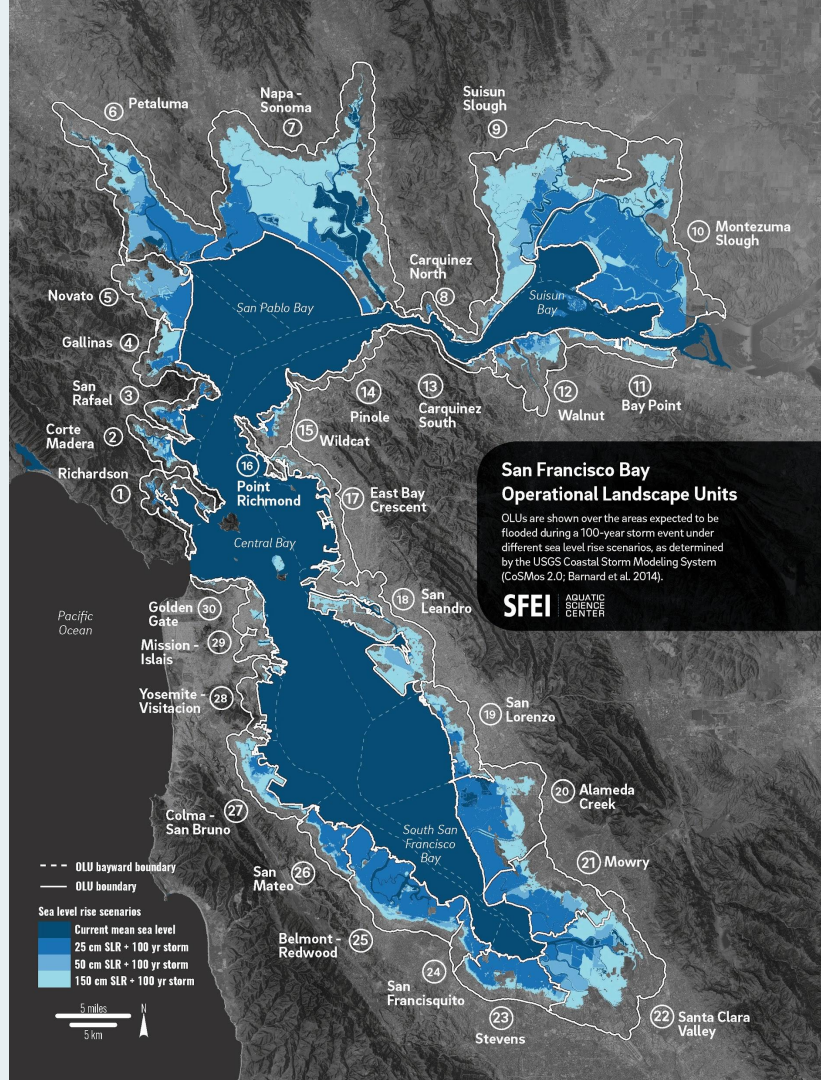 6
Petaluma
Napa -
Sonoma
7
Suisun
Slough
9
10
Montezuma
Slough
Carquinez
North
8
Novato
5
San Pablo Bay
Suisun
Bay
Gallinas
4
San
Rafael
3
14
Pinole
13
Carquinez
South
12
Walnut
11
Bay Point
Corte
Madera
2
15
Wildcat
Richardson
1
16
Point
Richmond
17
East Bay
Crescent
San Francisco Bay
Operational Landscape Units
OLUs are shown over the areas expected to be
flooded during a 100-year storm event under
different sea level rise scenarios, as determined
by the USGS Coastal Storm Modeling System
(CoSMos 2.0; Barnard et al. 2014).
SFEI
AQUATIC
SCIENCE
CENTER
Central Bay
Pacific
Ocean
Golden
Gate
30
18
San
Leandro
Mission -
Islais
29
Yosemite -
Visitacion
28
19
San
Lorenzo
20
Alameda
Creek
Colma -
San Bruno
27
South San
Francisco
Bay
21
Mowry
San
Mateo
26
Belmont -
Redwood
25
24
San
Francisquito
23
Stevens
22
Santa Clara
Valley
OLU bayward boundary
OLU boundary
Sea level rise scenarios
Current mean sea level
25 cm SLR + 100 yr storm
50 cm SLR + 100 yr storm
150 cm SLR + 100 yr storm
5 miles
5 km
N